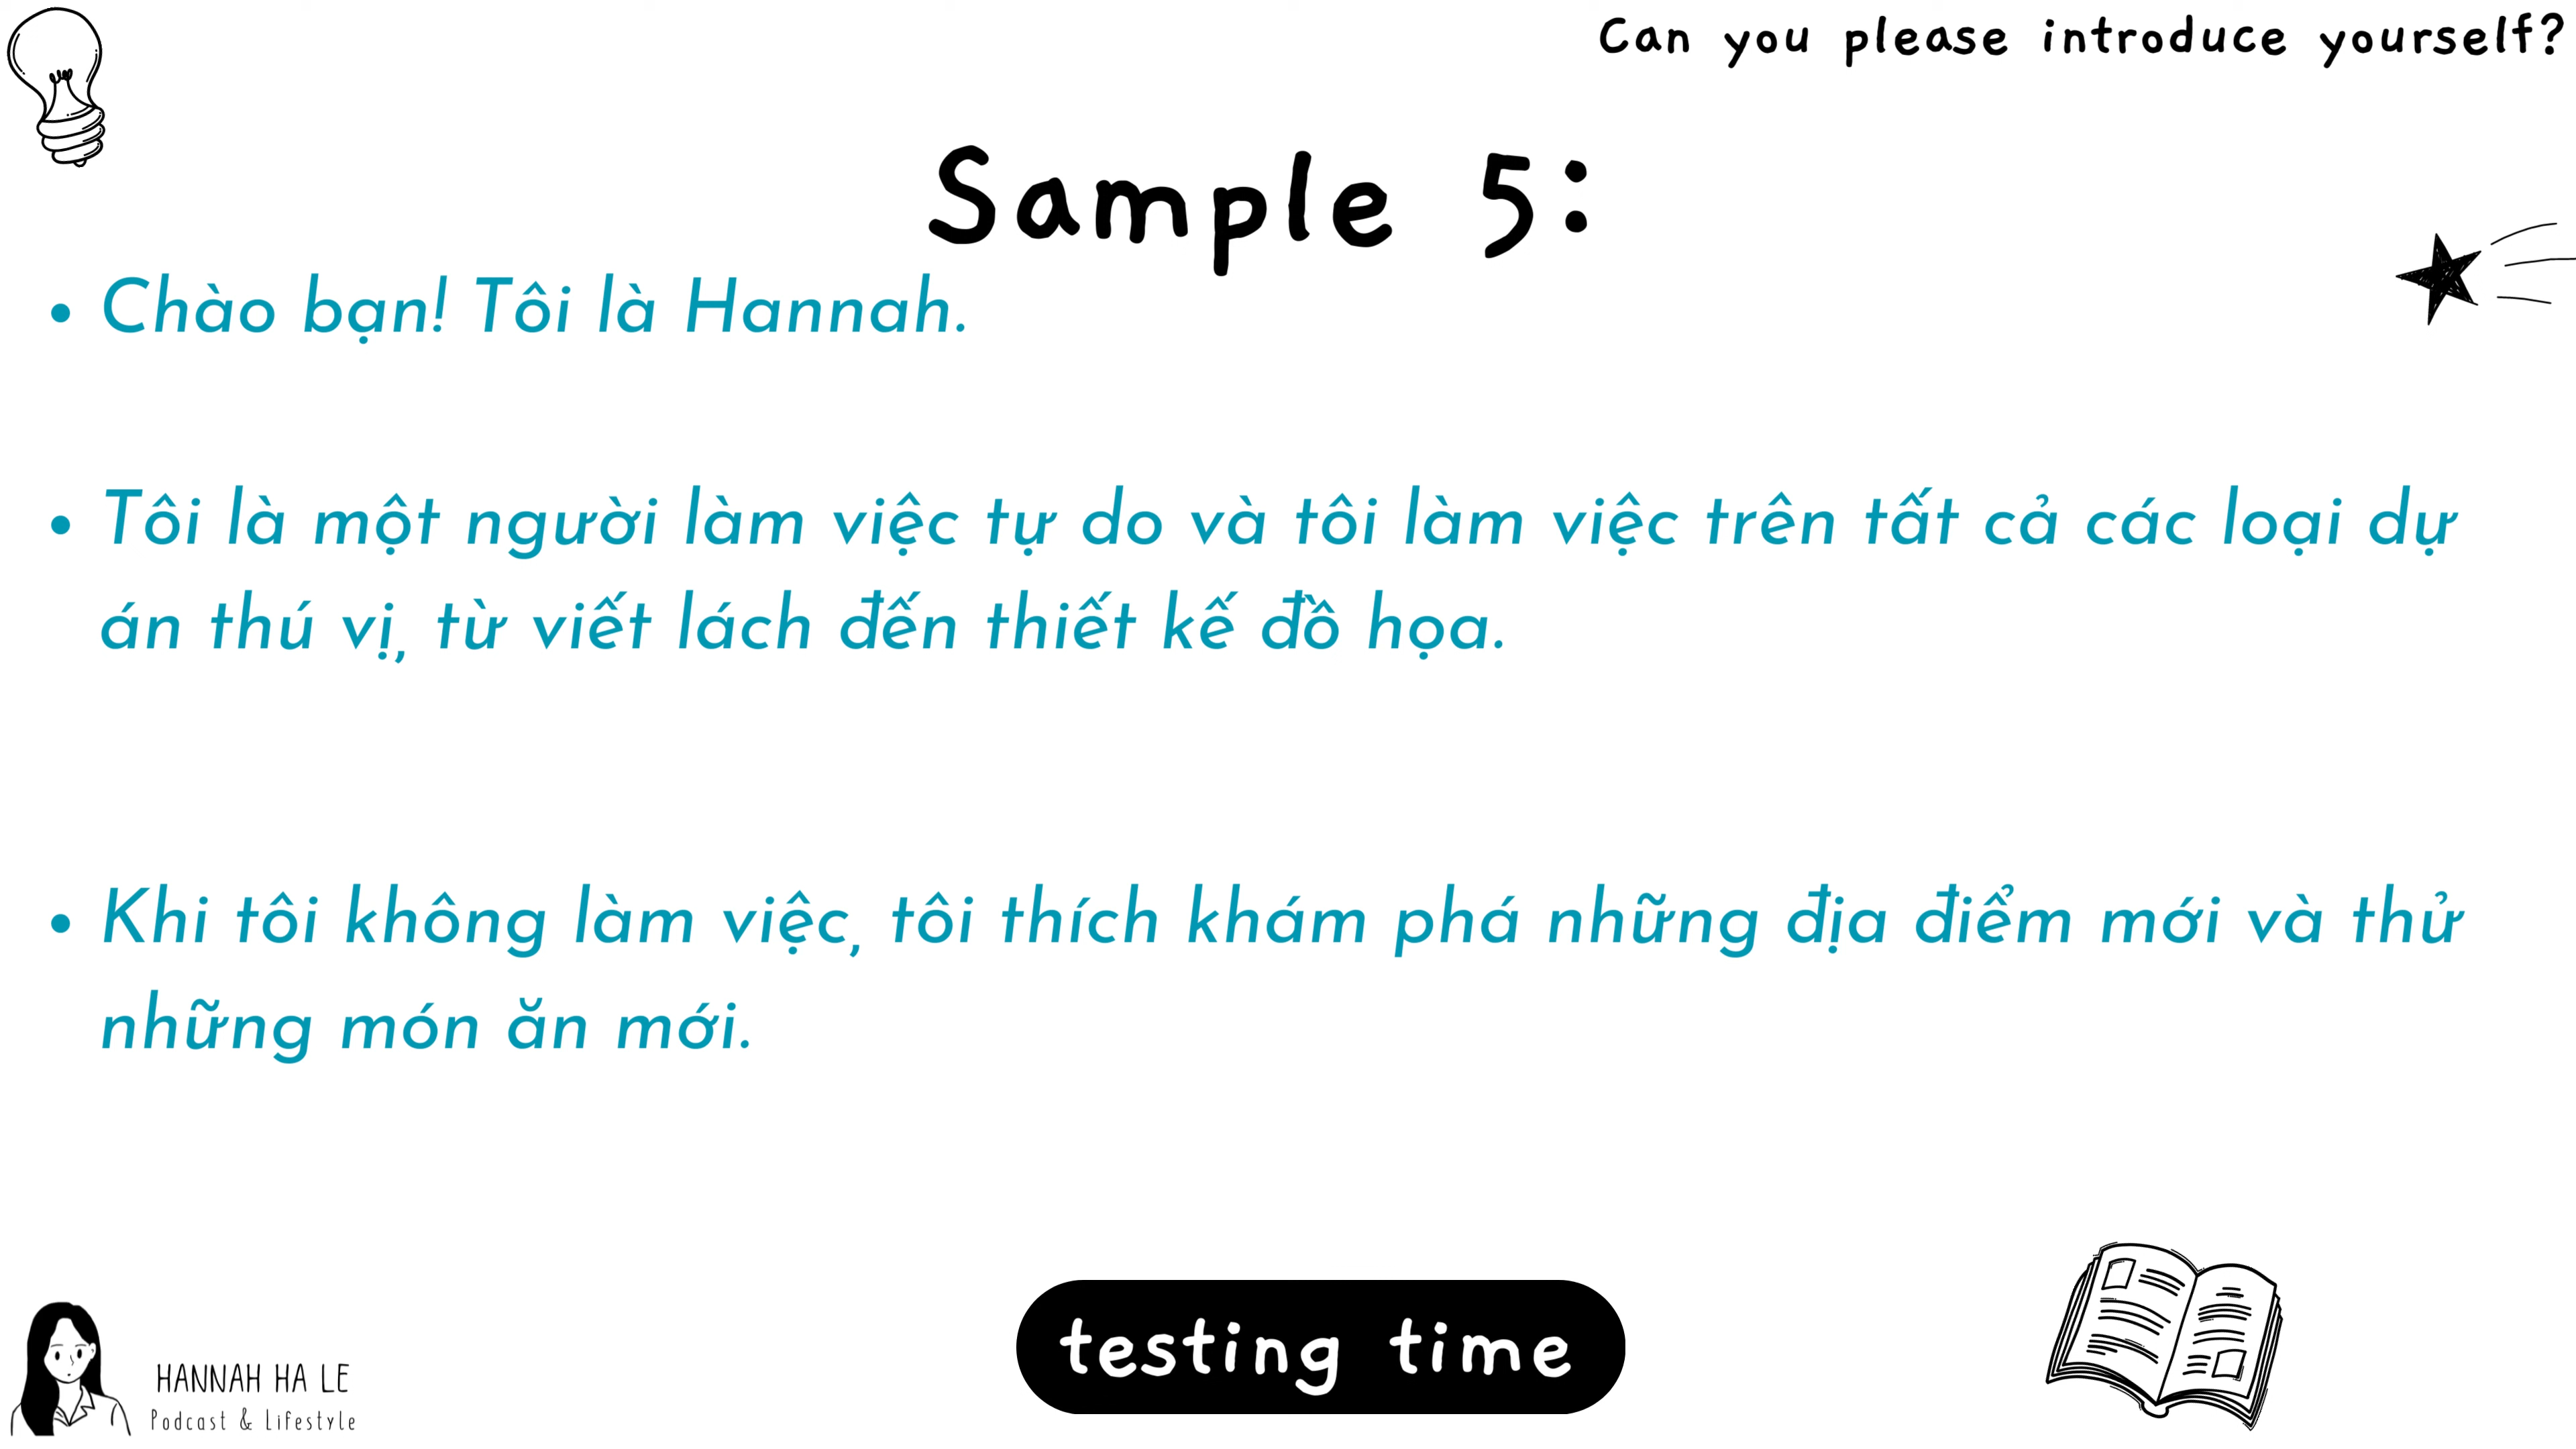 Can you please introduce yourself?
Sample 5:
• Chào bạn! Tôi là Hannah.
• Tôi là một người làm việc tự do và tôi làm việc trên tất cả các loại dự
án thú vị, từ viết lách đến thiết kế đồ họa.
• Khi tôi không làm việc, tôi thích khám phá những địa điểm mới và thử
những món ăn mới.
testing time
HANNAH HA LE
Podcast & Lifestyle